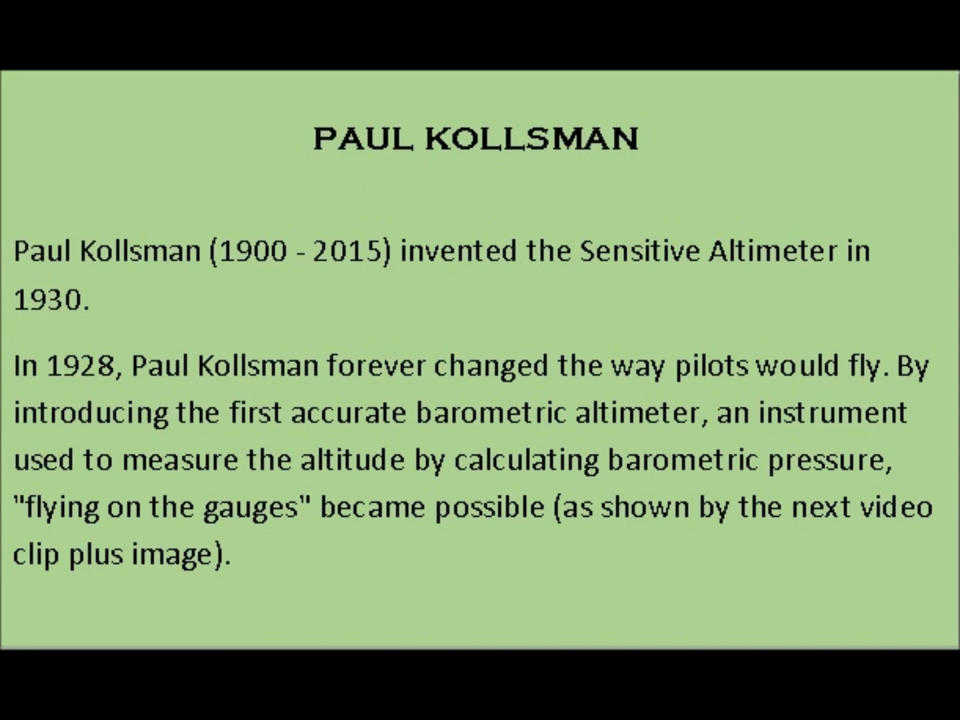 PAUL KOLLSMAN
Paul Kollsman (1900 - 2015) invented the Sensitive Altimeter in
1930.
In 1928, Paul Kollsman forever changed the way pilots would fly. By
introducing the first accurate barometric altimeter, an instrument
used to measure the altitude by calculating barometric pressure,
"flying on the gauges" became possible (as shown by the next video
clip plus image).